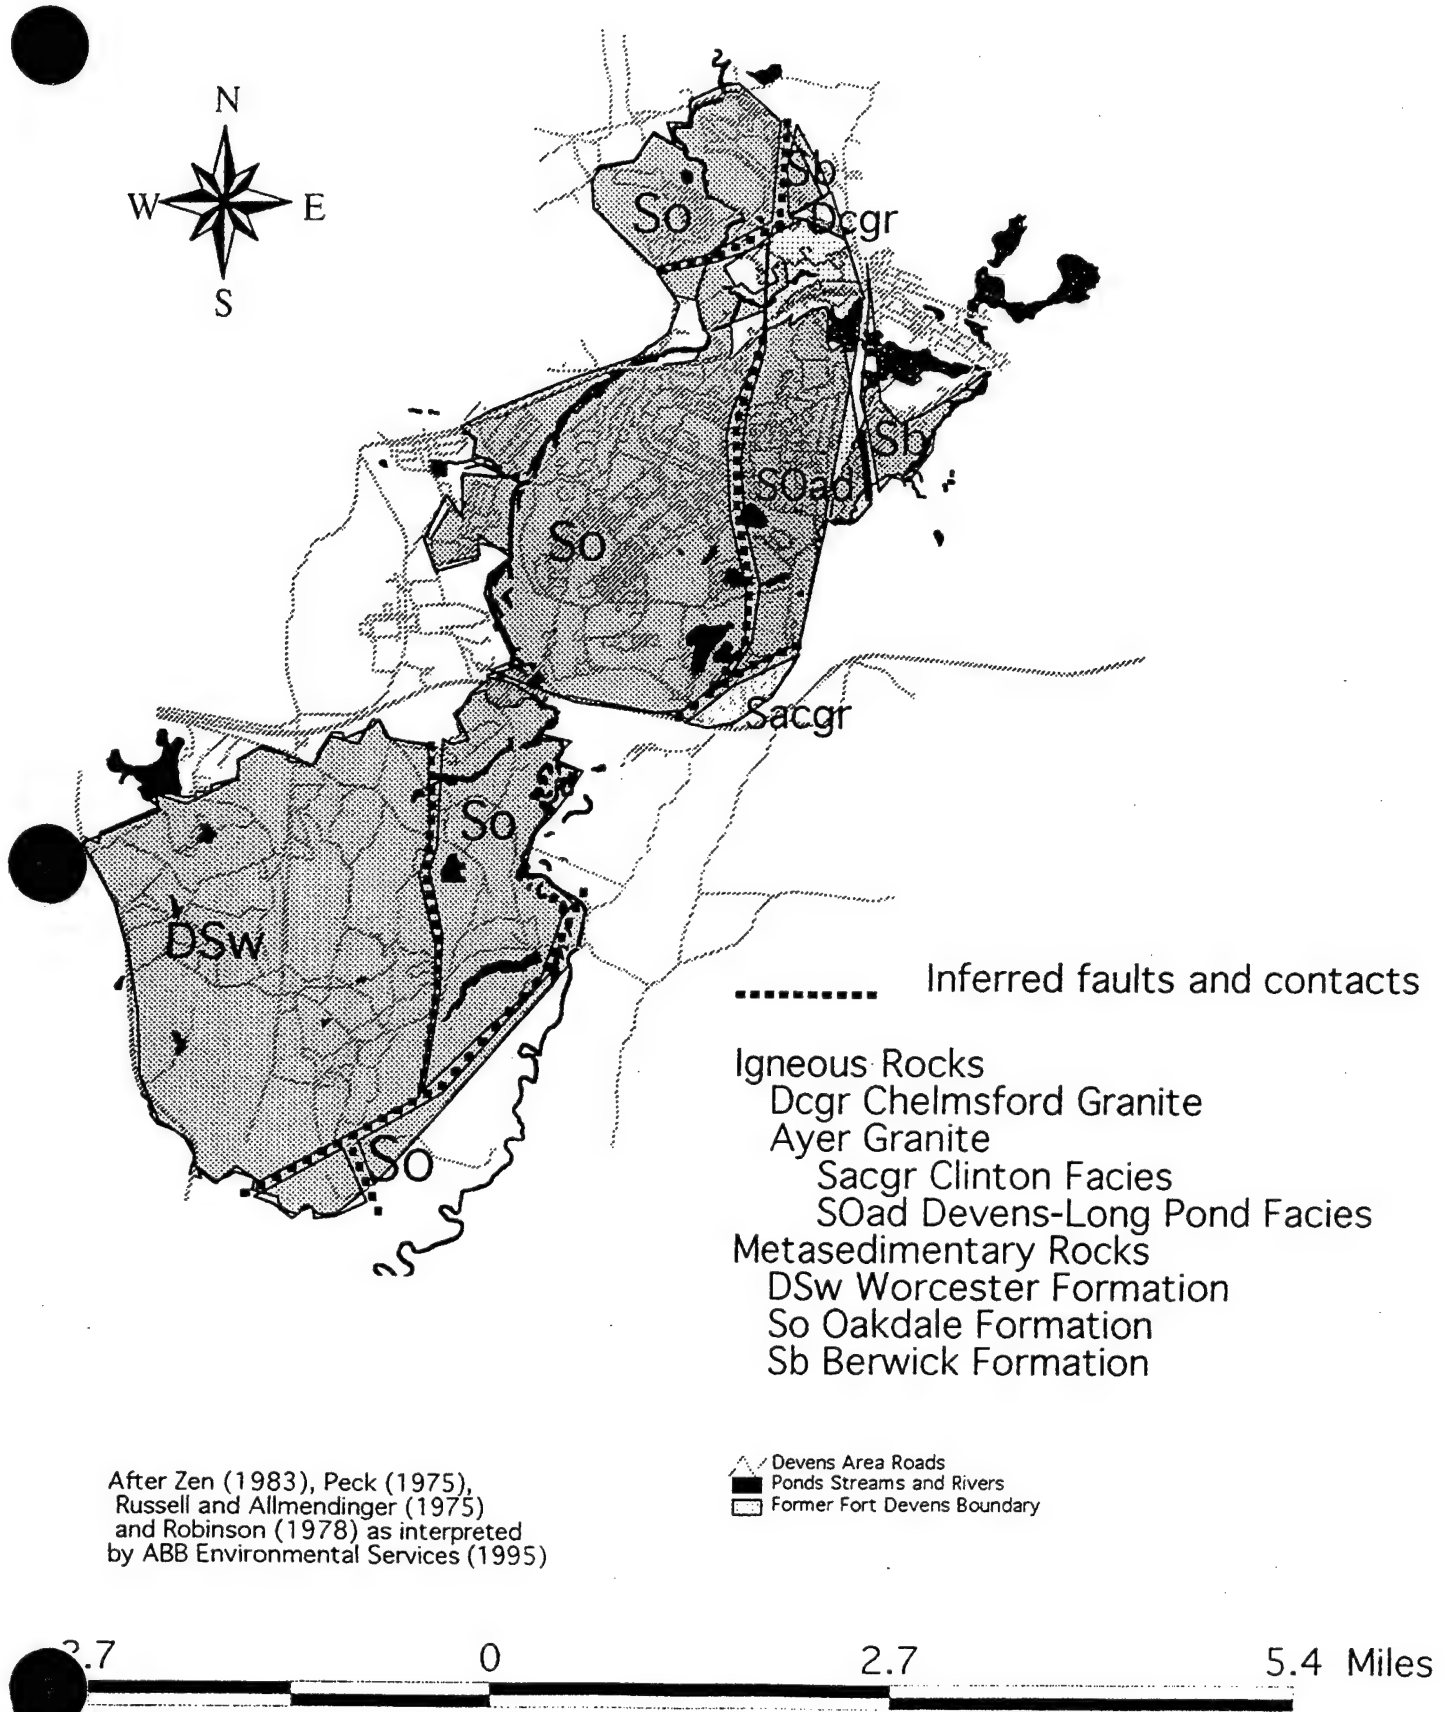 N
W E
S
Sb
So
Dcgr
Sb
SOad
So
Sacgr
So
DSw
So
Inferred faults and contacts
Igneous Rocks
Dcgr Chelmsford Granite
Ayer Granite
Sacgr Clinton Facies
SOad Devens-Long Pond Facies
Metasedimentary Rocks
DSw Worcester Formation
So Oakdale Formation
Sb Berwick Formation
After Zen (1983), Peck (1975),
Russell and Allmendinger (1975)
and Robinson (1978) as interpreted
by ABB Environmental Services (1995)
Devens Area Roads
Ponds Streams and Rivers
Former Fort Devens Boundary
0 2.7 5.4 Miles